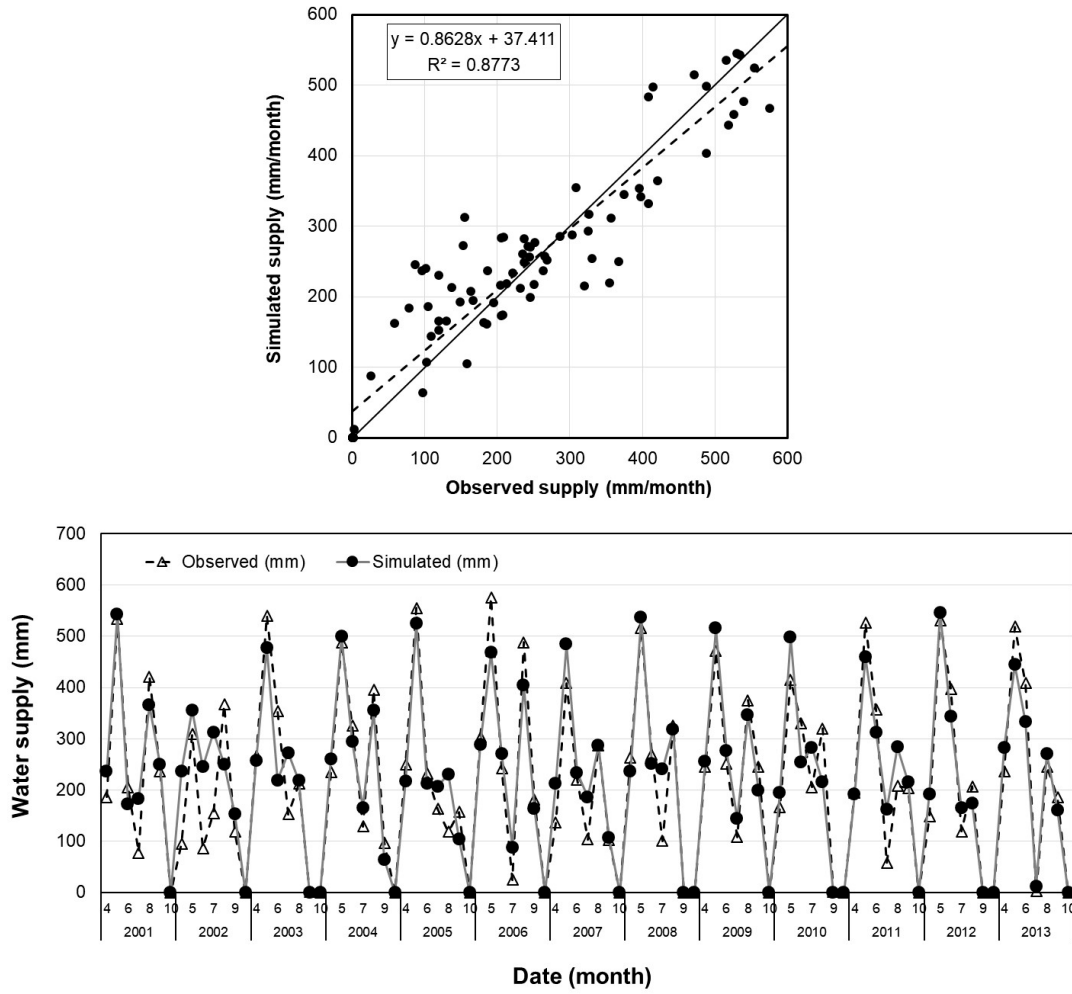 600
y = 0.8628x + 37.411
R² = 0.8773
500
400
300
200
100
0
Simulated supply (mm/month)
0 100 200 300 400 500 600
Observed supply (mm/month)
700
Observed (mm) Simulated (mm)
600
500
400
300
200
100
0
Water supply (mm)
4 6 8 10 5 7 9 4 6 8 10 5 7 9 4 6 8 10 5 7 9 4 6 8 10 5 7 9 4 6 8 10 5 7 9 4 6 8 10 5 7 9 4 6 8 10
2001 2002 2003 2004 2005 2006 2007 2008 2009 2010 2011 2012 2013
Date (month)